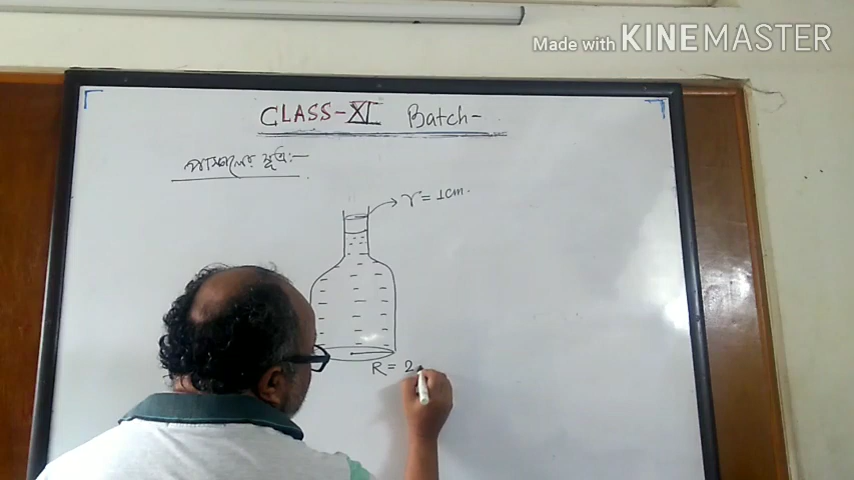 Made with KINEMASTER
CLASS-XI Batch-
পাসকালের সূত্র:-
r = 1cm.
R = 2